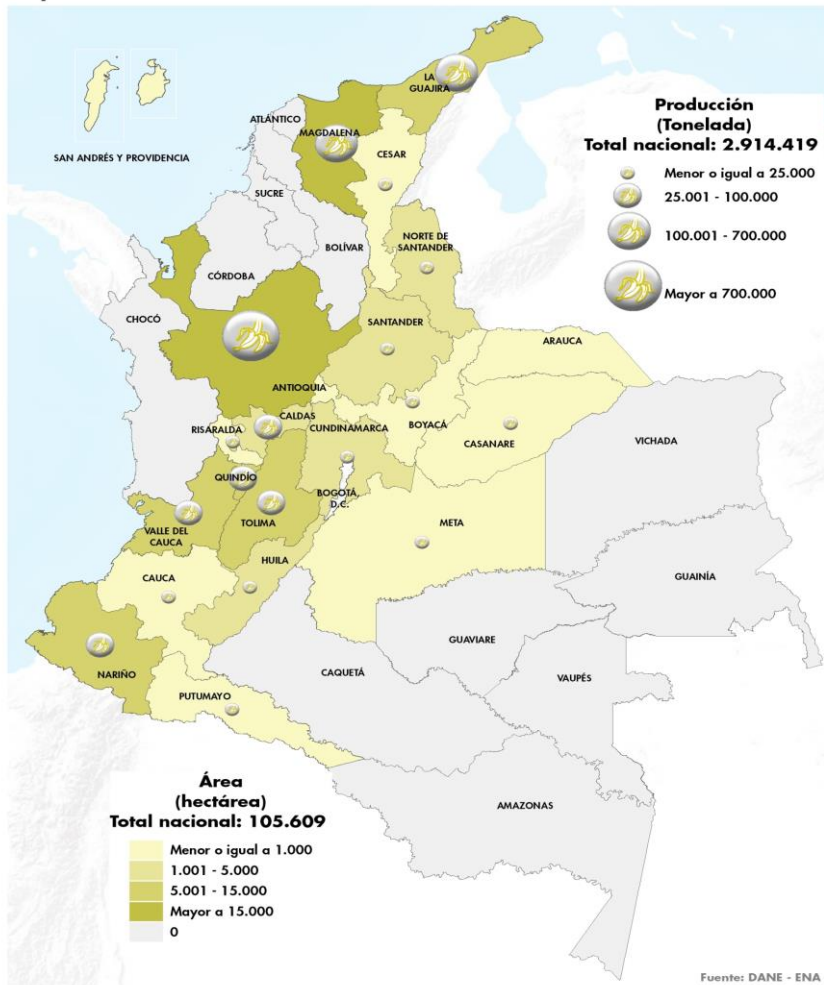 LA
GUAJIRA
ATLÁNTICO
MAGDALENA
CESAR
SAN ANDRÉS Y PROVIDENCIA
SUCRE
BOLÍVAR
NORTE DE
SANTANDER
CÓRDOBA
CHOCÓ
SANTANDER
ARAUCA
ANTIOQUIA
CALDAS
RISARALDA
CUNDINAMARCA
BOYACÁ
CASANARE
VICHADA
QUINDÍO
BOGOTÁ,
D.C.
VALLE DEL
CAUCA
TOLIMA
META
HUILA
CAUCA
GUAINÍA
GUAVIARE
NARIÑO
CAQUETÁ
VAUPÉS
PUTUMAYO
AMAZONAS
Producción
(Tonelada)
Total nacional: 2.914.419
Menor o igual a 25.000
25.001 - 100.000
100.001 - 700.000
Mayor a 700.000
Área
(hectárea)
Total nacional: 105.609
Menor o igual a 1.000
1.001 - 5.000
5.001 - 15.000
Mayor a 15.000
0
Fuente: DANE - ENA